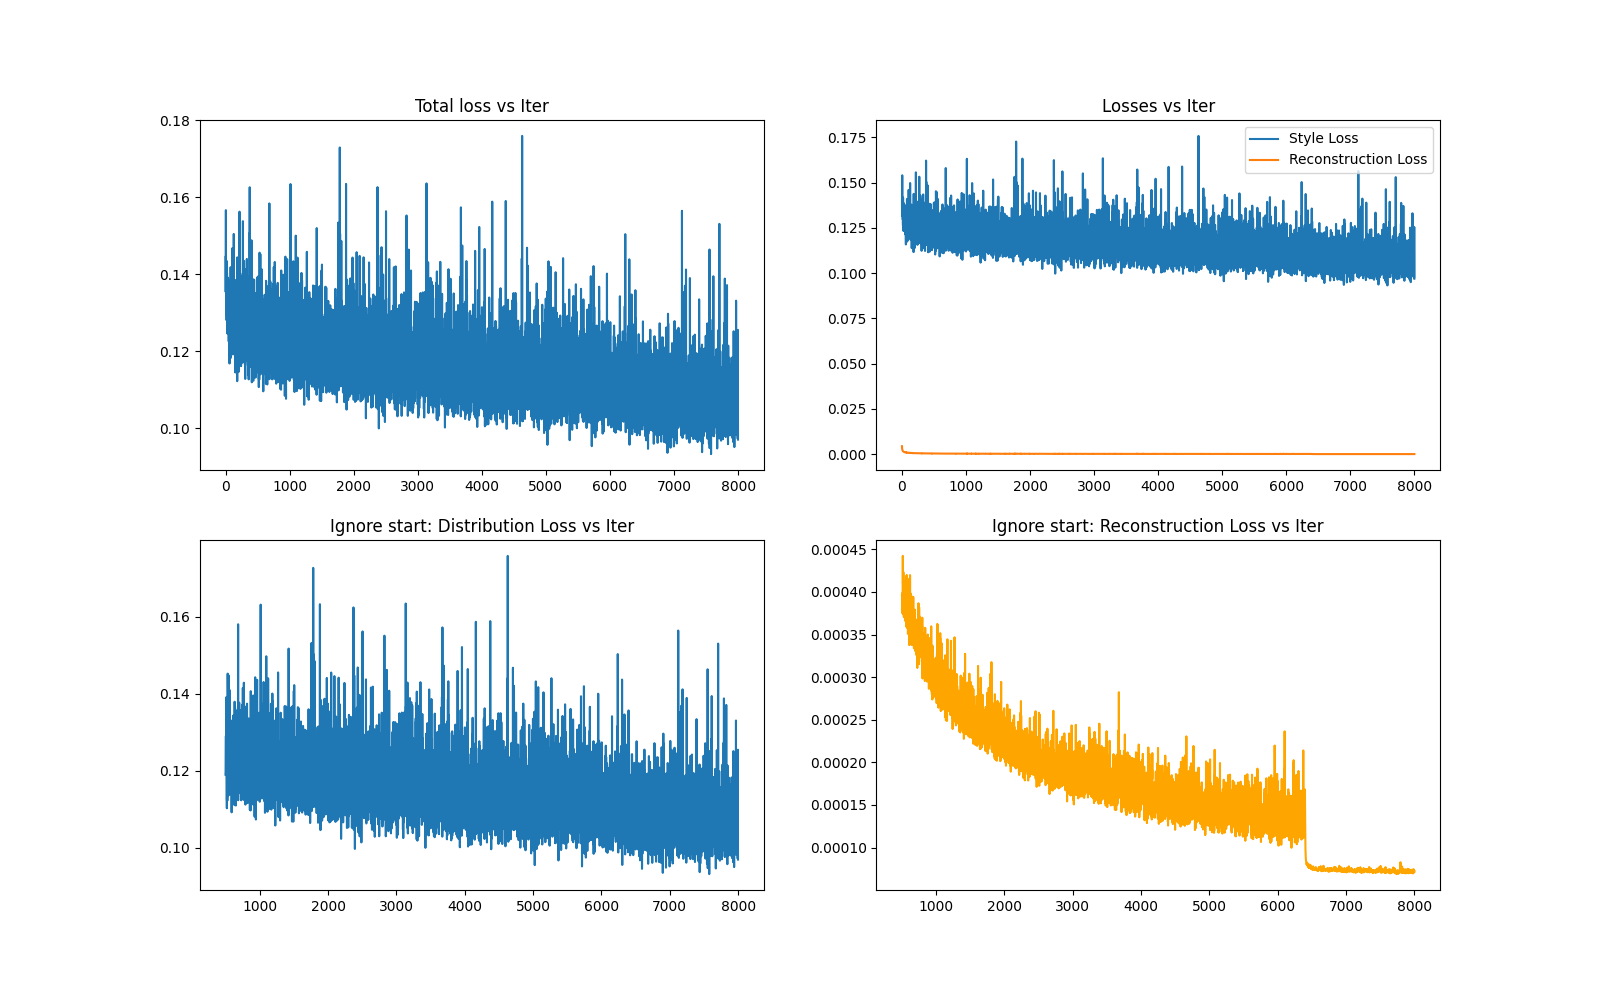 Total loss vs Iter
0.18
0.16
0.14
0.12
0.10
0 1000 2000 3000 4000 5000 6000 7000 8000
Losses vs Iter
Style Loss
Reconstruction Loss
0.175
0.150
0.125
0.100
0.075
0.050
0.025
0.000
0 1000 2000 3000 4000 5000 6000 7000 8000
Ignore start: Distribution Loss vs Iter
0.16
0.14
0.12
0.10
1000 2000 3000 4000 5000 6000 7000 8000
Ignore start: Reconstruction Loss vs Iter
0.00045
0.00040
0.00035
0.00030
0.00025
0.00020
0.00015
0.00010
1000 2000 3000 4000 5000 6000 7000 8000